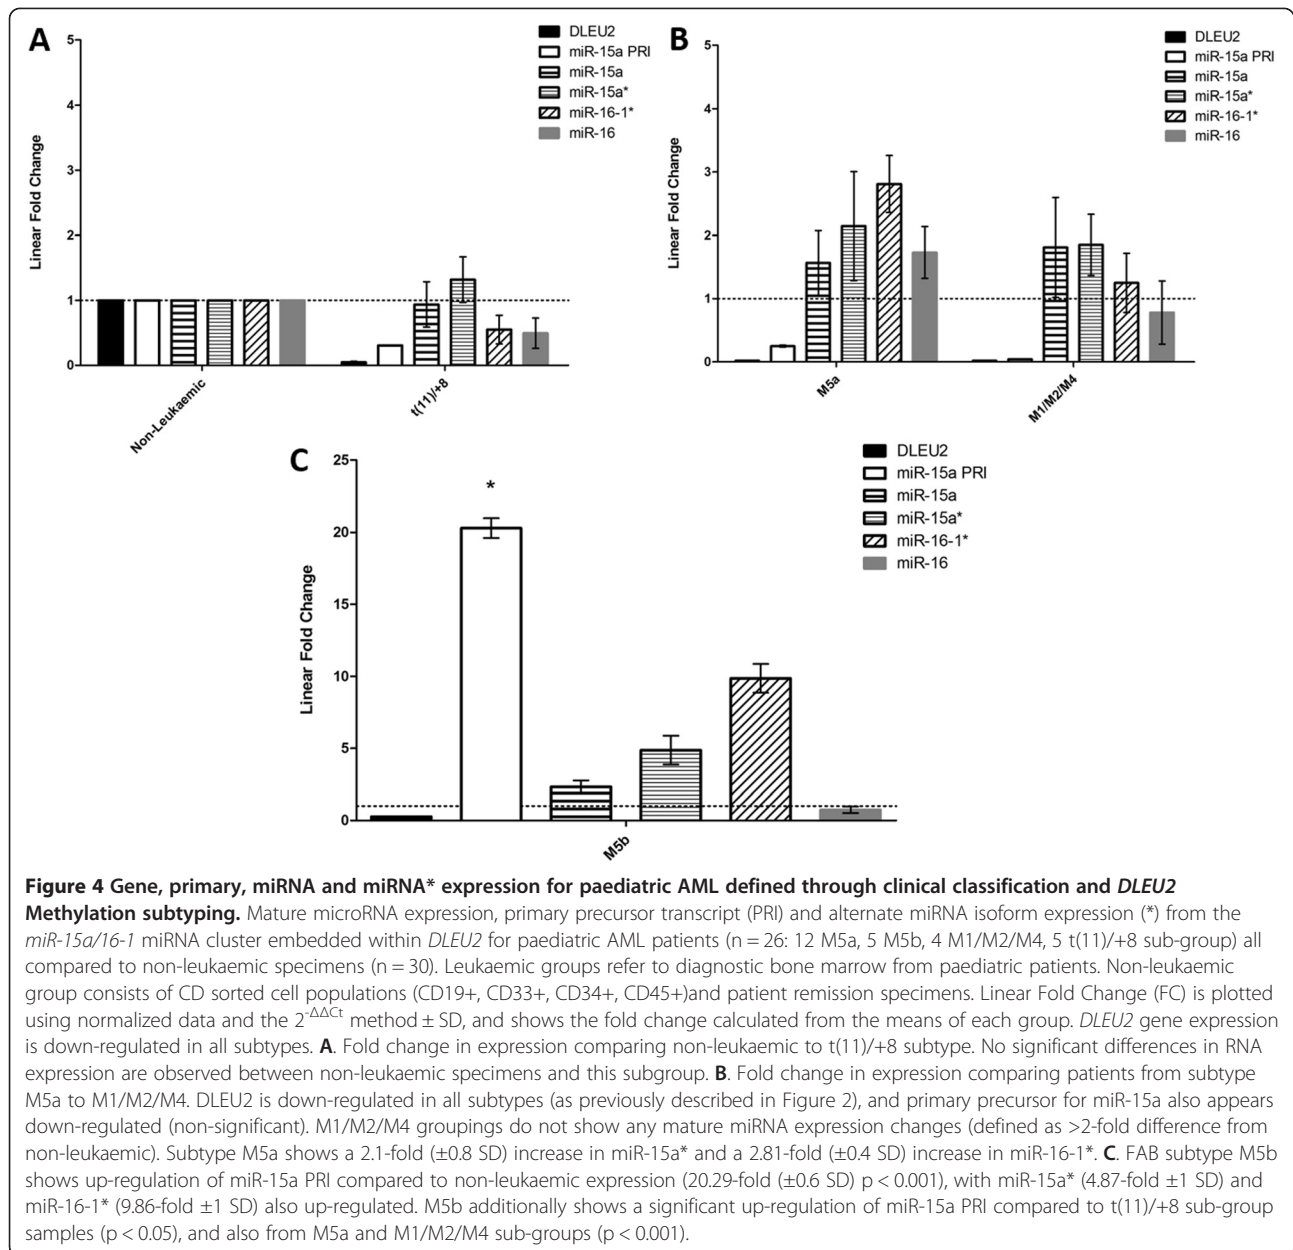 A
5
4
3
2
1
0
Linear Fold Change
DLEU2
miR-15a PRI
miR-15a
miR-15a*
miR-16-1*
miR-16
Non-Leukaemic
t(11)/+8
B
5
4
3
2
1
0
Linear Fold Change
DLEU2
miR-15a PRI
miR-15a
miR-15a*
miR-16-1*
miR-16
M5a
M1/M2/M4
C
25
20
15
10
5
0
Linear Fold Change
*
DLEU2
miR-15a PRI
miR-15a
miR-15a*
miR-16-1*
miR-16
M5b
Figure 4 Gene, primary, miRNA and miRNA* expression for paediatric AML defined through clinical classification and DLEU2
Methylation subtyping. Mature microRNA expression, primary precursor transcript (PRI) and alternate miRNA isoform expression (*) from the
miR-15a/16-1 miRNA cluster embedded within DLEU2 for paediatric AML patients (n = 26: 12 M5a, 5 M5b, 4 M1/M2/M4, 5 t(11)/+8 sub-group) all
compared to non-leukaemic specimens (n = 30). Leukaemic groups refer to diagnostic bone marrow from paediatric patients. Non-leukaemic
group consists of CD sorted cell populations (CD19+, CD33+, CD34+, CD45+)and patient remission specimens. Linear Fold Change (FC) is plotted
using normalized data and the 2-ΔΔCt method ± SD, and shows the fold change calculated from the means of each group. DLEU2 gene expression
is down-regulated in all subtypes. A. Fold change in expression comparing non-leukaemic to t(11)/+8 subtype. No significant differences in RNA
expression are observed between non-leukaemic specimens and this subgroup. B. Fold change in expression comparing patients from subtype
M5a to M1/M2/M4. DLEU2 is down-regulated in all subtypes (as previously described in Figure 2), and primary precursor for miR-15a also appears
down-regulated (non-significant). M1/M2/M4 groupings do not show any mature miRNA expression changes (defined as >2-fold difference from
non-leukaemic). Subtype M5a shows a 2.1-fold (±0.8 SD) increase in miR-15a* and a 2.81-fold (±0.4 SD) increase in miR-16-1*. C. FAB subtype M5b
shows up-regulation of miR-15a PRI compared to non-leukaemic expression (20.29-fold (±0.6 SD) p < 0.001), with miR-15a* (4.87-fold ±1 SD) and
miR-16-1* (9.86-fold ±1 SD) also up-regulated. M5b additionally shows a significant up-regulation of miR-15a PRI compared to t(11)/+8 sub-group
samples (p < 0.05), and also from M5a and M1/M2/M4 sub-groups (p < 0.001).